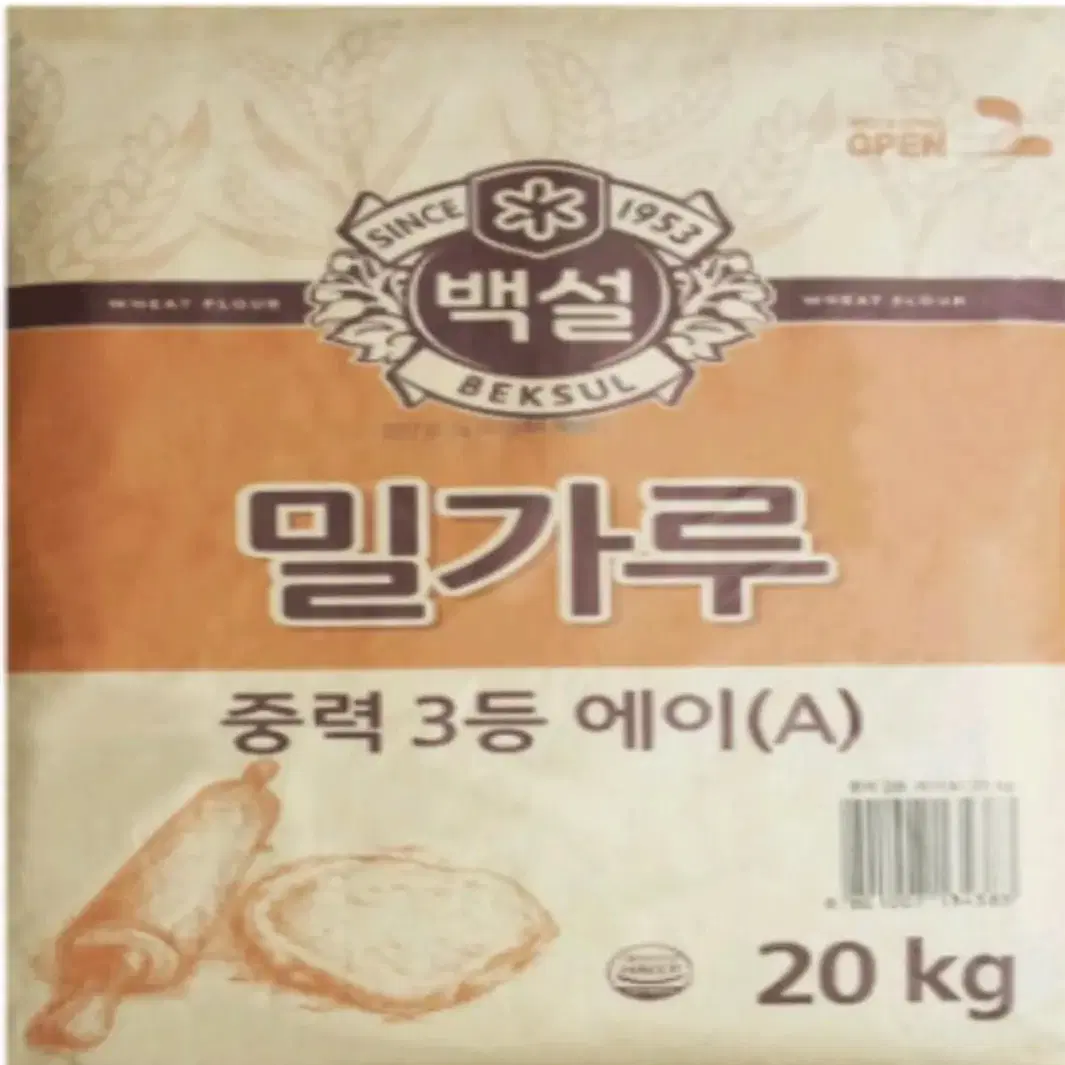 OPEN
SINCE 1953
WHEAT FLOUR 백설 WHEAT FLOUR
BEKSUL
밀가루
중력 3등 에이(A)
HACCP
20 kg